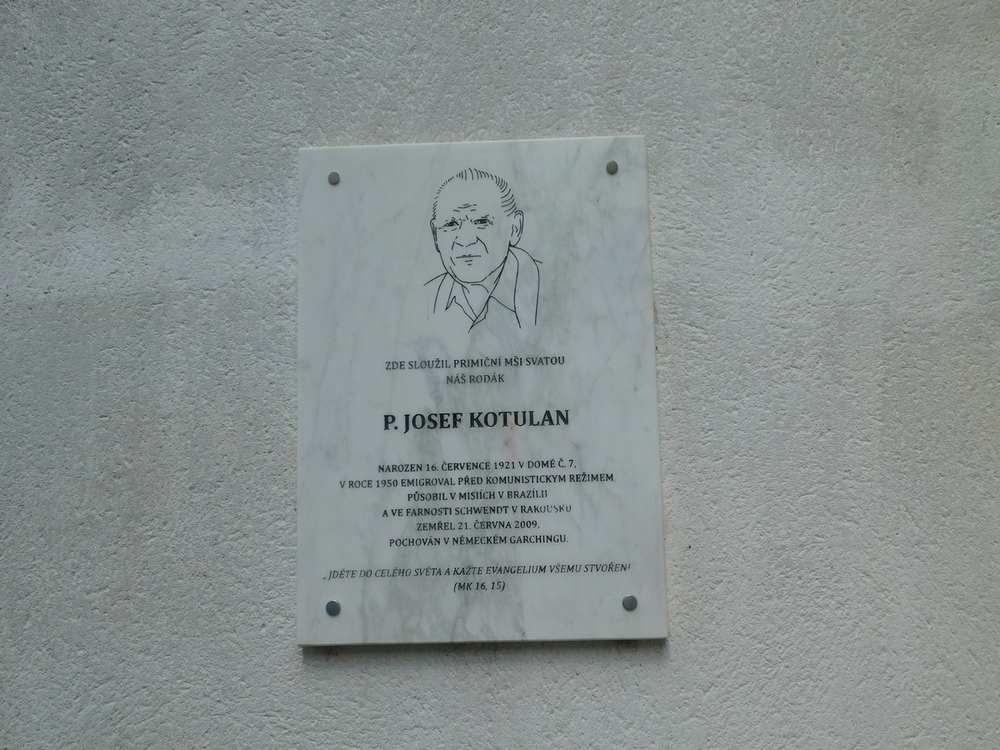 ZDE SLOUŽIL PRIMIČNÍ MŠI SVATOU
NÁŠ RODÁK
P. JOSEF KOTULAN
NAROZEN 16. ČERVENCE 1921 V DOMĚ Č. 7,
V ROCE 1950 EMIGROVAL PŘED KOMUNISTICKÝM REŽIMEM
PŮSOBIL V MISIÍCH V BRAZÍLII
A VE FARNOSTI SCHWENDT V RAKOUSKU
ZEMŘEL 21. ČERVNA 2009,
POCHOVÁN V NĚMECKÉM GARCHINGU.
„JDĚTE DO CELÉHO SVĚTA A KAŽTE EVANGELIUM VŠEMU STVOŘENÍ
(MK 16, 15)